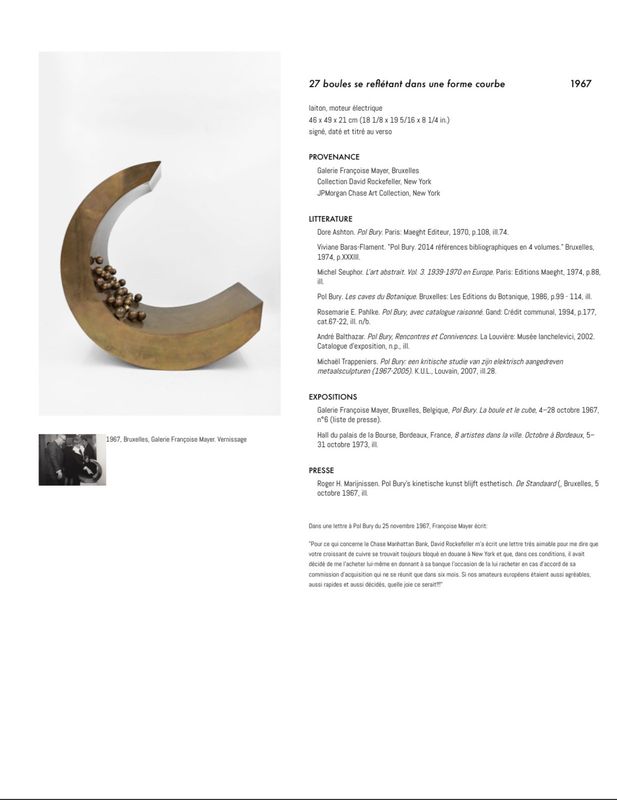 27 boules se reflétant dans une forme courbe 1967
laiton, moteur électrique
46 x 49 x 21 cm (18 1/8 x 19 5/16 x 8 1/4 in.)
signé, daté et titré au verso
PROVENANCE
Galerie Françoise Mayer, Bruxelles
Collection David Rockefeller, New York
JPMorgan Chase Art Collection, New York
LITTERATURE
Dore Ashton. Pol Bury. Paris: Maeght Editeur, 1970, p.108, ill.74.
Viviane Baras-Flament. "Pol Bury. 2014 références bibliographiques en 4 volumes." Bruxelles,
1974, p.XXXIII.
Michel Seuphor. L'art abstrait. Vol. 3. 1939-1970 en Europe. Paris: Editions Maeght, 1974, p.88,
ill.
Pol Bury. Les caves du Botanique. Bruxelles: Les Editions du Botanique, 1986, p.99 - 114, ill.
Rosemarie E. Pahlke. Pol Bury, avec catalogue raisonné. Gand: Crédit communal, 1994, p.177,
cat.67-22, ill. n/b.
André Balthazar. Pol Bury, Rencontres et Connivences. La Louvière: Musée Ianchelevici, 2002.
Catalogue d'exposition, n.p., ill.
Michaël Trappeniers. Pol Bury: een kritische studie van zijn elektrisch aangedreven
metaalsculpturen (1967-2005). K.U.L., Louvain, 2007, ill.28.
EXPOSITIONS
Galerie Françoise Mayer, Bruxelles, Belgique, Pol Bury. La boule et le cube, 4–28 octobre 1967,
n°6 (liste de presse).
Hall du palais de la Bourse, Bordeaux, France, 8 artistes dans la ville. Octobre à Bordeaux, 5–
31 octobre 1973, ill.
1967, Bruxelles, Galerie Françoise Mayer. Vernissage
PRESSE
Roger H. Marijnissen. Pol Bury's kinetische kunst blijft esthetisch. De Standaard (, Bruxelles, 5
octobre 1967, ill.
Dans une lettre à Pol Bury du 25 novembre 1967, Françoise Mayer écrit:
"Pour ce qui concerne le Chase Manhattan Bank, David Rockefeller m'a écrit une lettre très aimable pour me dire que
votre croissant de cuivre se trouvait toujours bloqué en douane à New York et que, dans ces conditions, il avait
décidé de me l'acheter lui-même en donnant à sa banque l'occasion de la lui racheter en cas d'accord de sa
commission d'acquisition qui ne se réunit que dans six mois. Si nos amateurs européens étaient aussi agréables,
aussi rapides et aussi décidés, quelle joie ce serait!!!"